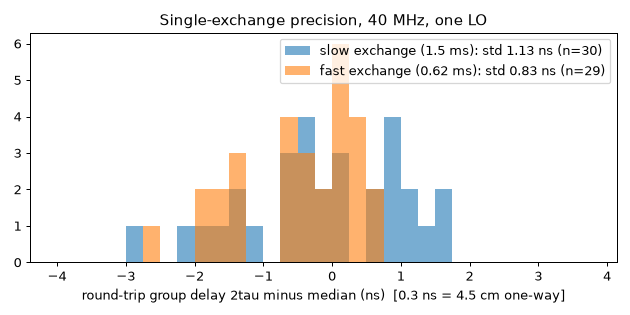 Single-exchange precision, 40 MHz, one LO
slow exchange (1.5 ms): std 1.13 ns (n=30)
fast exchange (0.62 ms): std 0.83 ns (n=29)
6
5
4
3
2
1
0
−4 −3 −2 −1 0 1 2 3 4
round-trip group delay 2tau minus median (ns) [0.3 ns = 4.5 cm one-way]